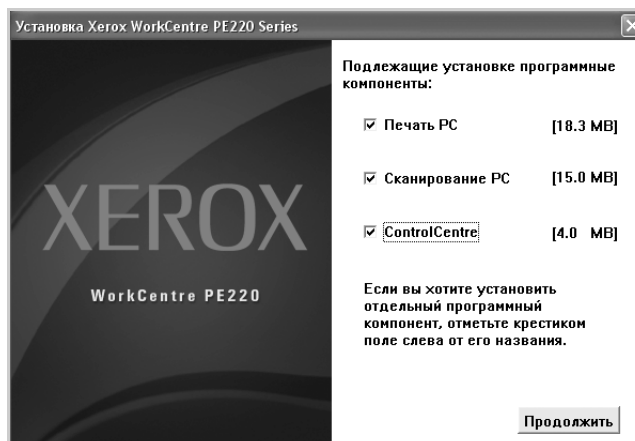 Установка Xerox WorkCentre PE220 Series
XEROX
WorkCentre PE220
Подлежащие установке программные
компоненты:
Печать PC [18.3 MB]
Сканирование PC [15.0 MB]
ControlCentre [4.0 MB]
Если вы хотите установить
отдельный программный
компонент, отметьте крестиком
поле слева от его названия.
Продолжить